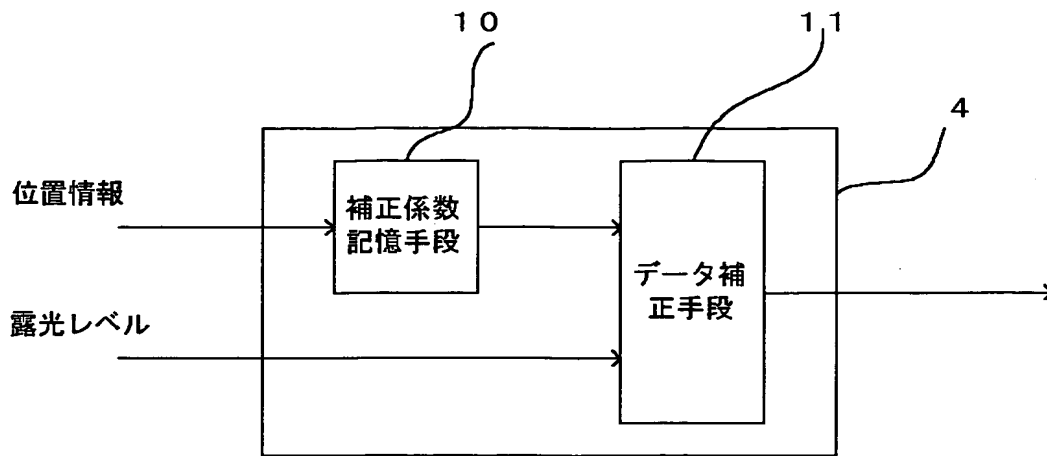 １０
１１
４
位置情報
補正係数
記憶手段
データ補
正手段
露光レベル